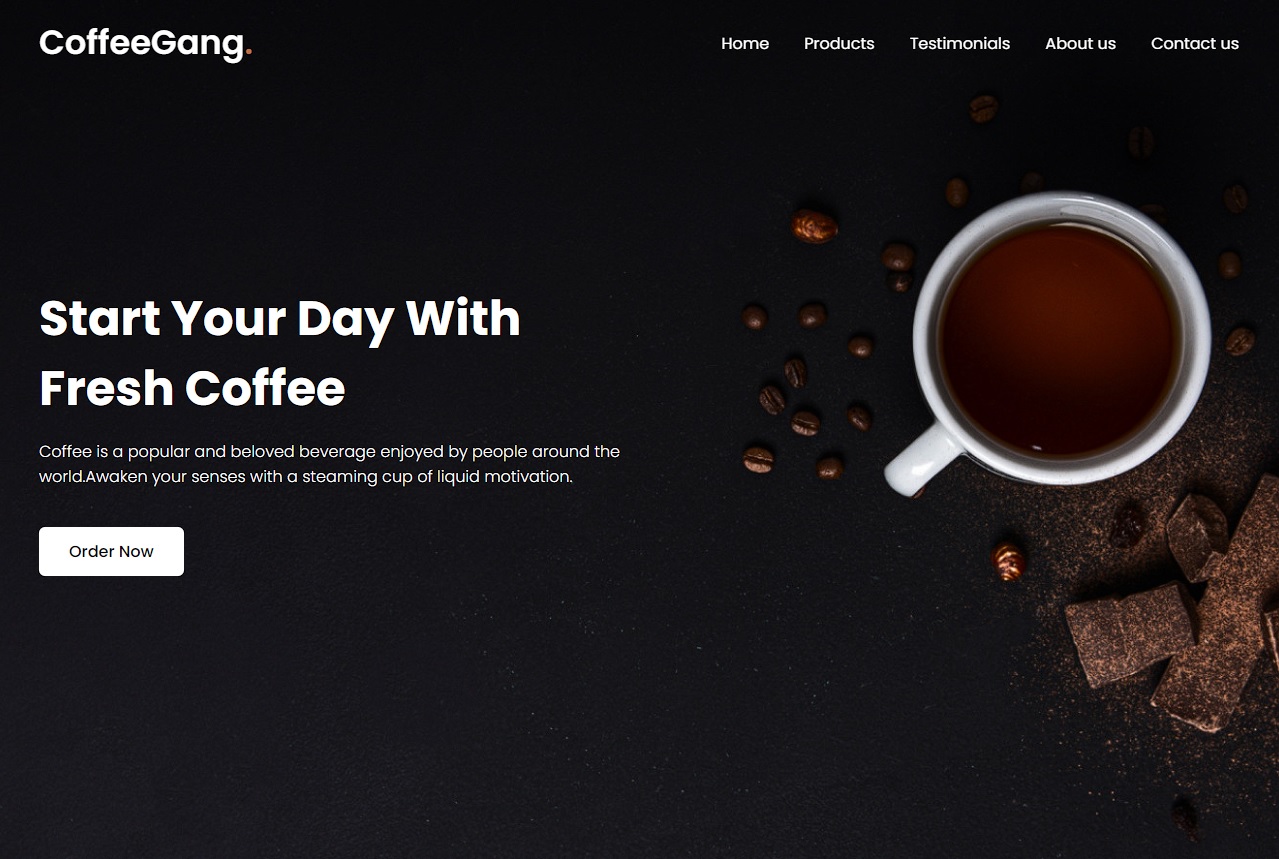 CoffeeGang.
Home Products Testimonials About us Contact us
Start Your Day With
Fresh Coffee
Coffee is a popular and beloved beverage enjoyed by people around the
world.Awaken your senses with a steaming cup of liquid motivation.
Order Now